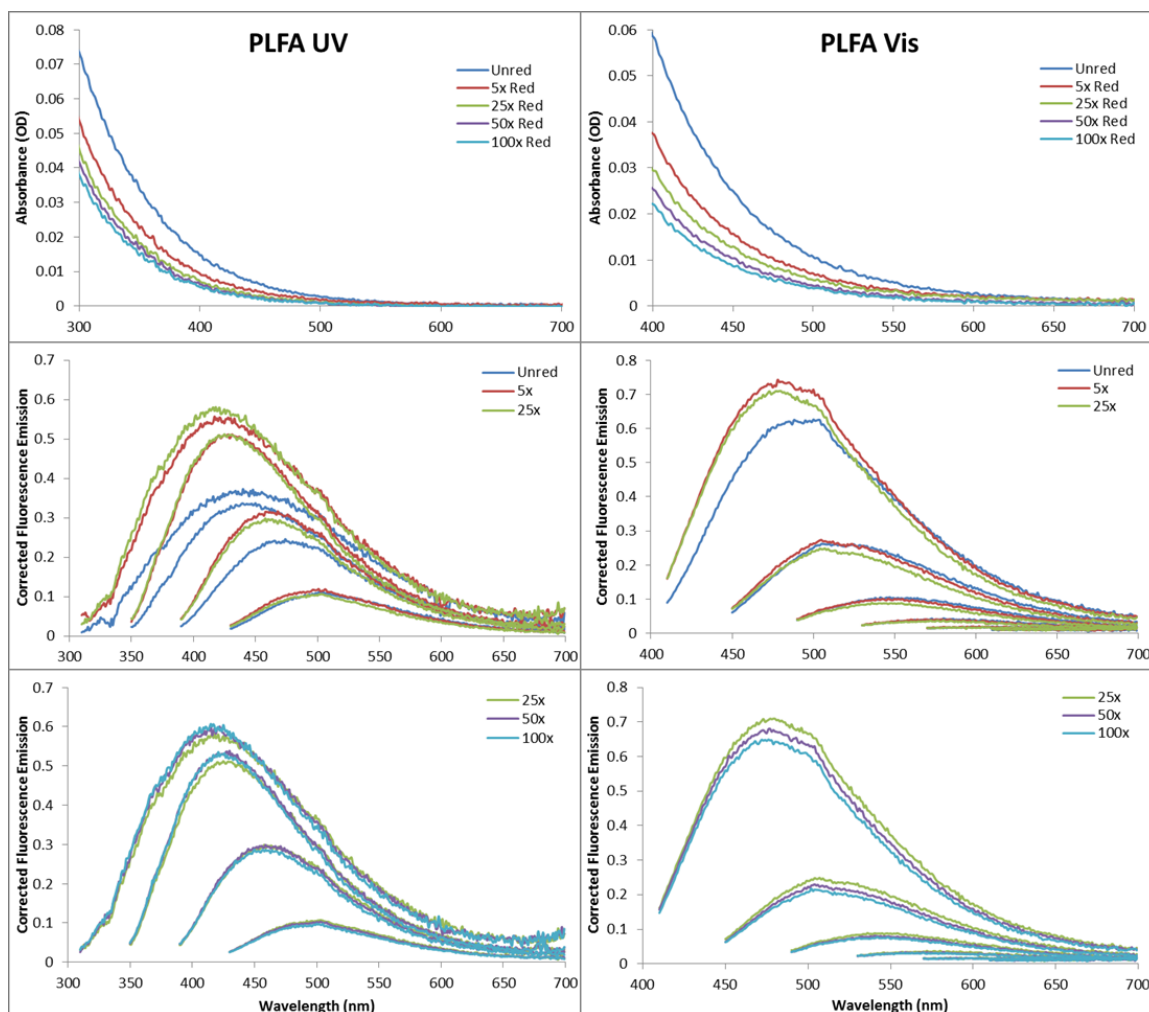 PLFA UV
0.08
0.07
0.06
0.05
0.04
0.03
0.02
0.01
0
Absorbance (OD)
Unred
5x Red
25x Red
50x Red
100x Red
300
400
500
600
700
PLFA Vis
0.06
0.05
0.04
0.03
0.02
0.01
0
Absorbance (OD)
Unred
5x Red
25x Red
50x Red
100x Red
400
450
500
550
600
650
700
0.7
0.6
0.5
0.4
0.3
0.2
0.1
0
Corrected Fluorescence Emission
Unred
5x
25x
300
350
400
450
500
550
600
650
700
0.8
0.7
0.6
0.5
0.4
0.3
0.2
0.1
0
Corrected Fluorescence Emission
Unred
5x
25x
400
450
500
550
600
650
700
0.7
0.6
0.5
0.4
0.3
0.2
0.1
0
Corrected Fluorescence Emission
25x
50x
100x
300
350
400
450
500
550
600
650
700
Wavelength (nm)
0.8
0.7
0.6
0.5
0.4
0.3
0.2
0.1
0
Corrected Fluorescence Emission
25x
50x
100x
400
450
500
550
600
650
700
Wavelength (nm)